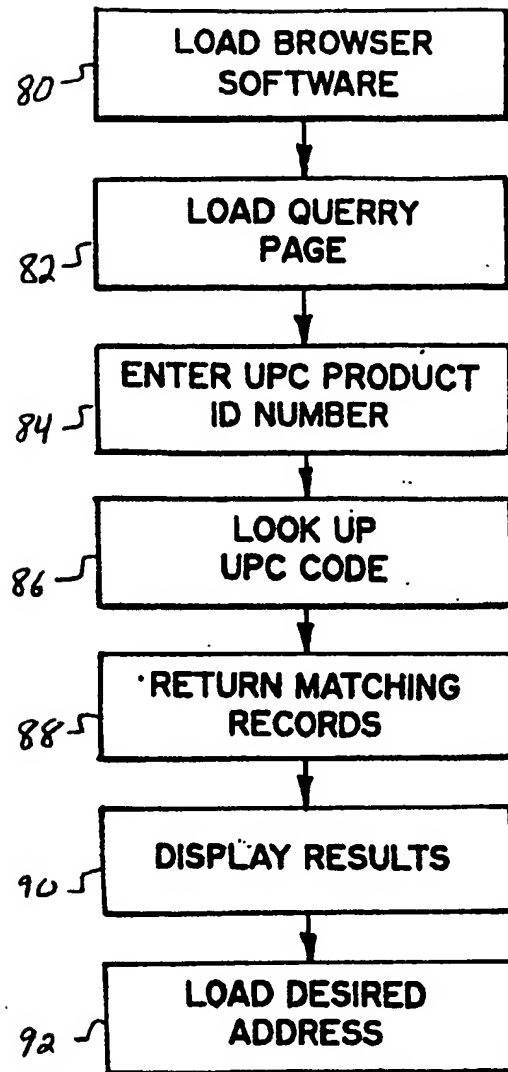 LOAD BROWSER
SOFTWARE
80
LOAD QUERRY
PAGE
82
ENTER UPC PRODUCT
ID NUMBER
84
LOOK UP
UPC CODE
86
RETURN MATCHING
RECORDS
88
DISPLAY RESULTS
90
LOAD DESIRED
ADDRESS
92